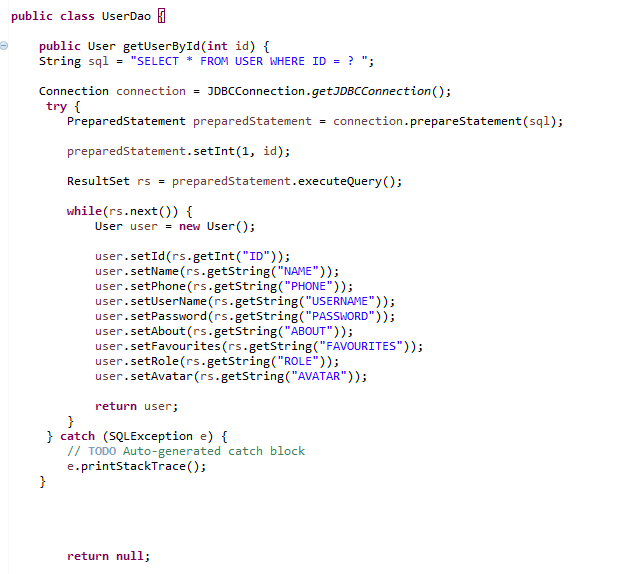 public class UserDao {
public User getUserById(int id) {
String sql = "SELECT * FROM USER WHERE ID = ? ";
Connection connection = JDBCConnection.getJDBCConnection();
try {
PreparedStatement preparedStatement = connection.prepareStatement(sql);
preparedStatement.setInt(1, id);
ResultSet rs = preparedStatement.executeQuery();
while(rs.next()) {
User user = new User();
user.setId(rs.getInt("ID"));
user.setName(rs.getString("NAME"));
user.setPhone(rs.getString("PHONE"));
user.setUserName(rs.getString("USERNAME"));
user.setPassword(rs.getString("PASSWORD"));
user.setAbout(rs.getString("ABOUT"));
user.setFavourites(rs.getString("FAVOURITES"));
user.setRole(rs.getString("ROLE"));
user.setAvatar(rs.getString("AVATAR"));
return user;
}
} catch (SQLException e) {
// TODO Auto-generated catch block
e.printStackTrace();
}
return null;